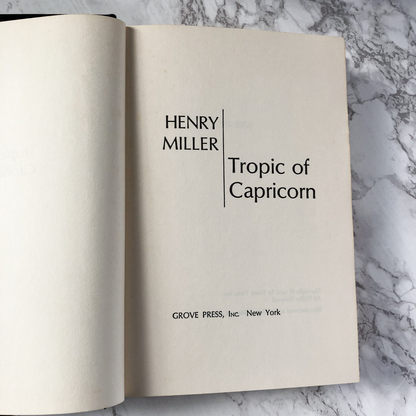 HENRY
MILLER
Tropic of
Capricorn
GROVE PRESS, INC. New York